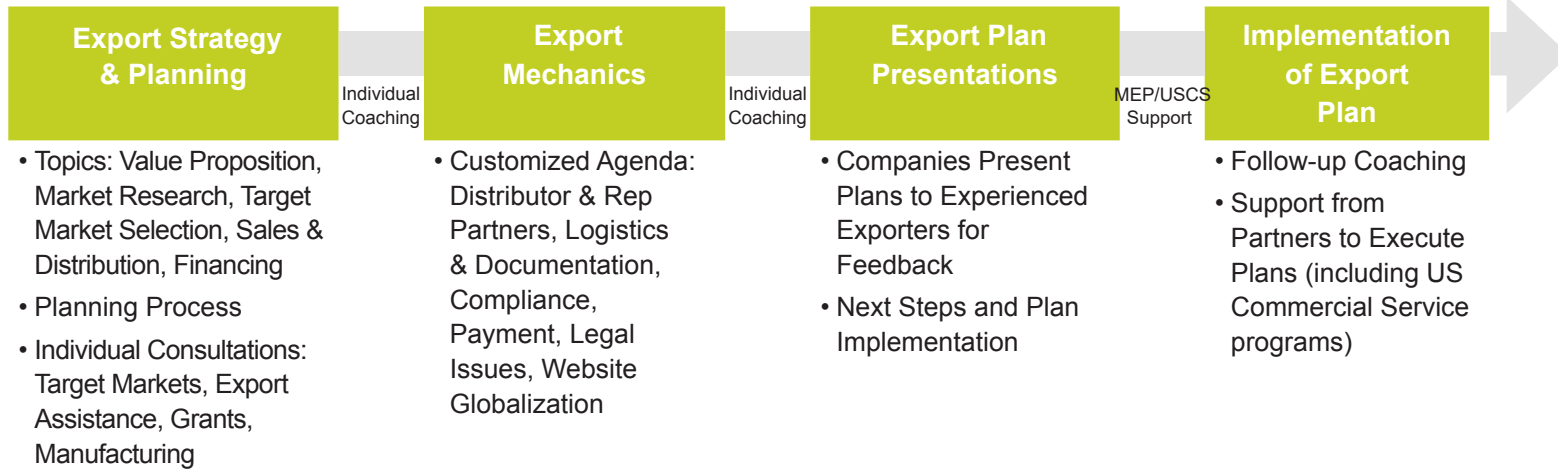 Export Strategy
& Planning
Individual
Coaching
Export
Mechanics
Individual
Coaching
Export Plan
Presentations
MEP/USCS
Support
Implementation
of Export
Plan
• Topics: Value Proposition,
Market Research, Target
Market Selection, Sales &
Distribution, Financing
• Planning Process
• Individual Consultations:
Target Markets, Export
Assistance, Grants,
Manufacturing
• Customized Agenda:
Distributor & Rep
Partners, Logistics
& Documentation,
Compliance,
Payment, Legal
Issues, Website
Globalization
• Companies Present
Plans to Experienced
Exporters for
Feedback
• Next Steps and Plan
Implementation
• Follow-up Coaching
• Support from
Partners to Execute
Plans (including US
Commercial Service
programs)